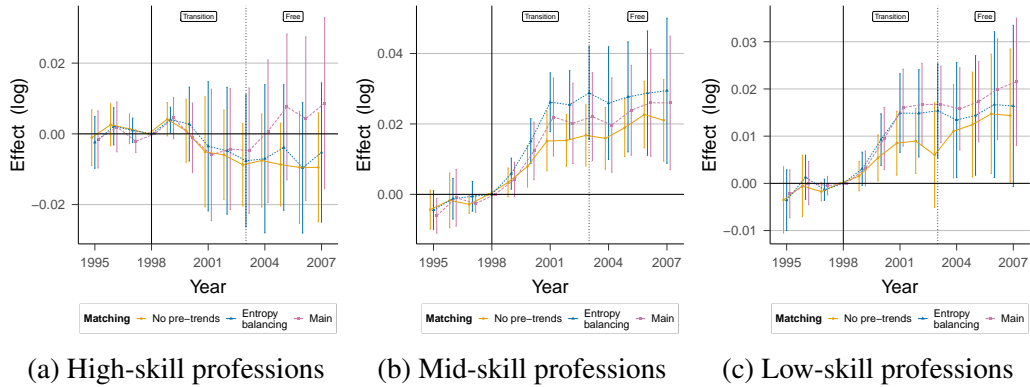 Transition Free
0.02
0.00
−0.02
Effect (log)
1995 1998 2001 2004 2007
Year
Matching No pre-trends Entropy balancing Main
(a) High-skill professions
Transition Free
0.04
0.02
0.00
Effect (log)
1995 1998 2001 2004 2007
Year
Matching No pre-trends Entropy balancing Main
(b) Mid-skill professions
Transition Free
0.03
0.02
0.01
0.00
−0.01
Effect (log)
1995 1998 2001 2004 2007
Year
Matching No pre-trends Entropy balancing Main
(c) Low-skill professions